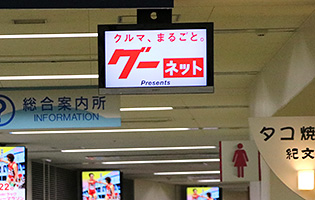 クルマ、まるごと。
グーネット
Presents
総合案内所
INFORMATION
タコ焼
紀文
22